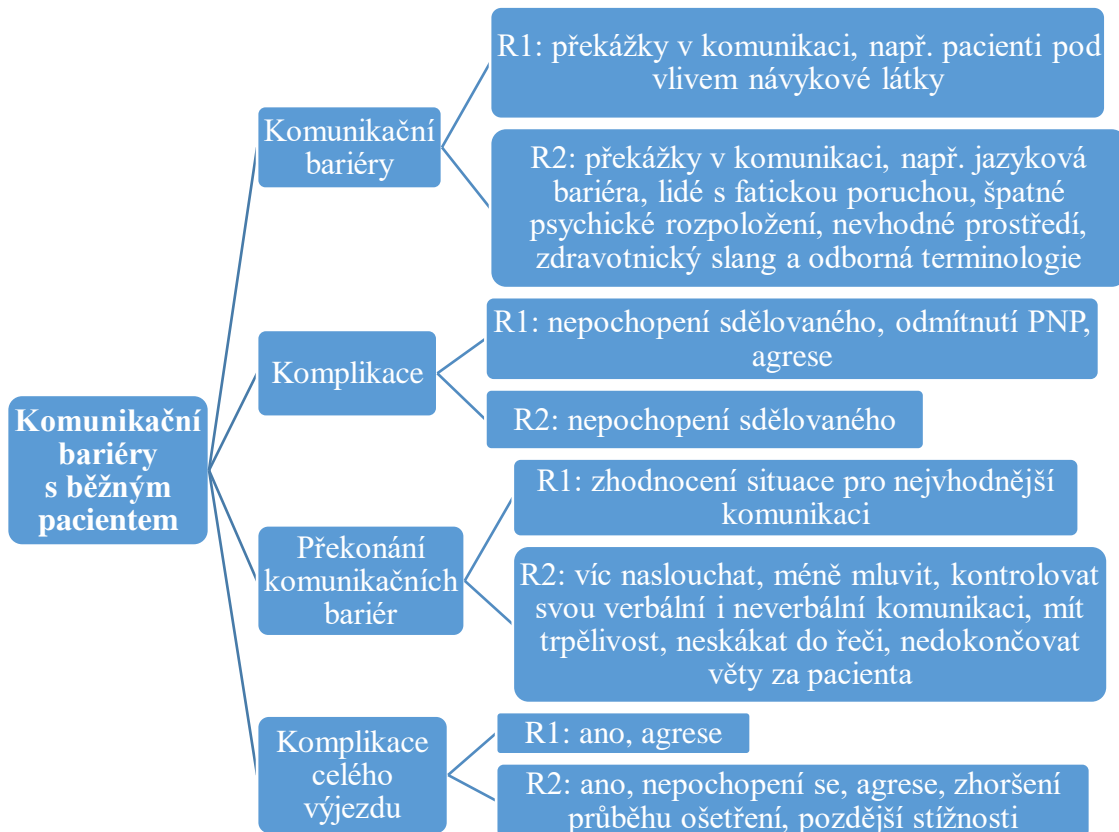 Komunikační
bariéry
s běžným
pacientem
Komunikační
bariéry
R1: překážky v komunikaci, např. pacienti pod
vlivem návykové látky
R2: překážky v komunikaci, např. jazyková
bariéra, lidé s fatickou poruchou, špatné
psychické rozpoložení, nevhodné prostředí,
zdravotnický slang a odborná terminologie
Komplikace
R1: nepochopení sdělovaného, odmítnutí PNP,
agrese
R2: nepochopení sdělovaného
Překonání
komunikačních
bariér
R1: zhodnocení situace pro nejvhodnější
komunikaci
R2: víc naslouchat, méně mluvit, kontrolovat
svou verbální i neverbální komunikaci, mít
trpělivost, neskákat do řeči, nedokončovat
věty za pacienta
Komplikace
celého
výjezdu
R1: ano, agrese
R2: ano, nepochopení se, agrese, zhoršení
průběhu ošetření, pozdější stížnosti